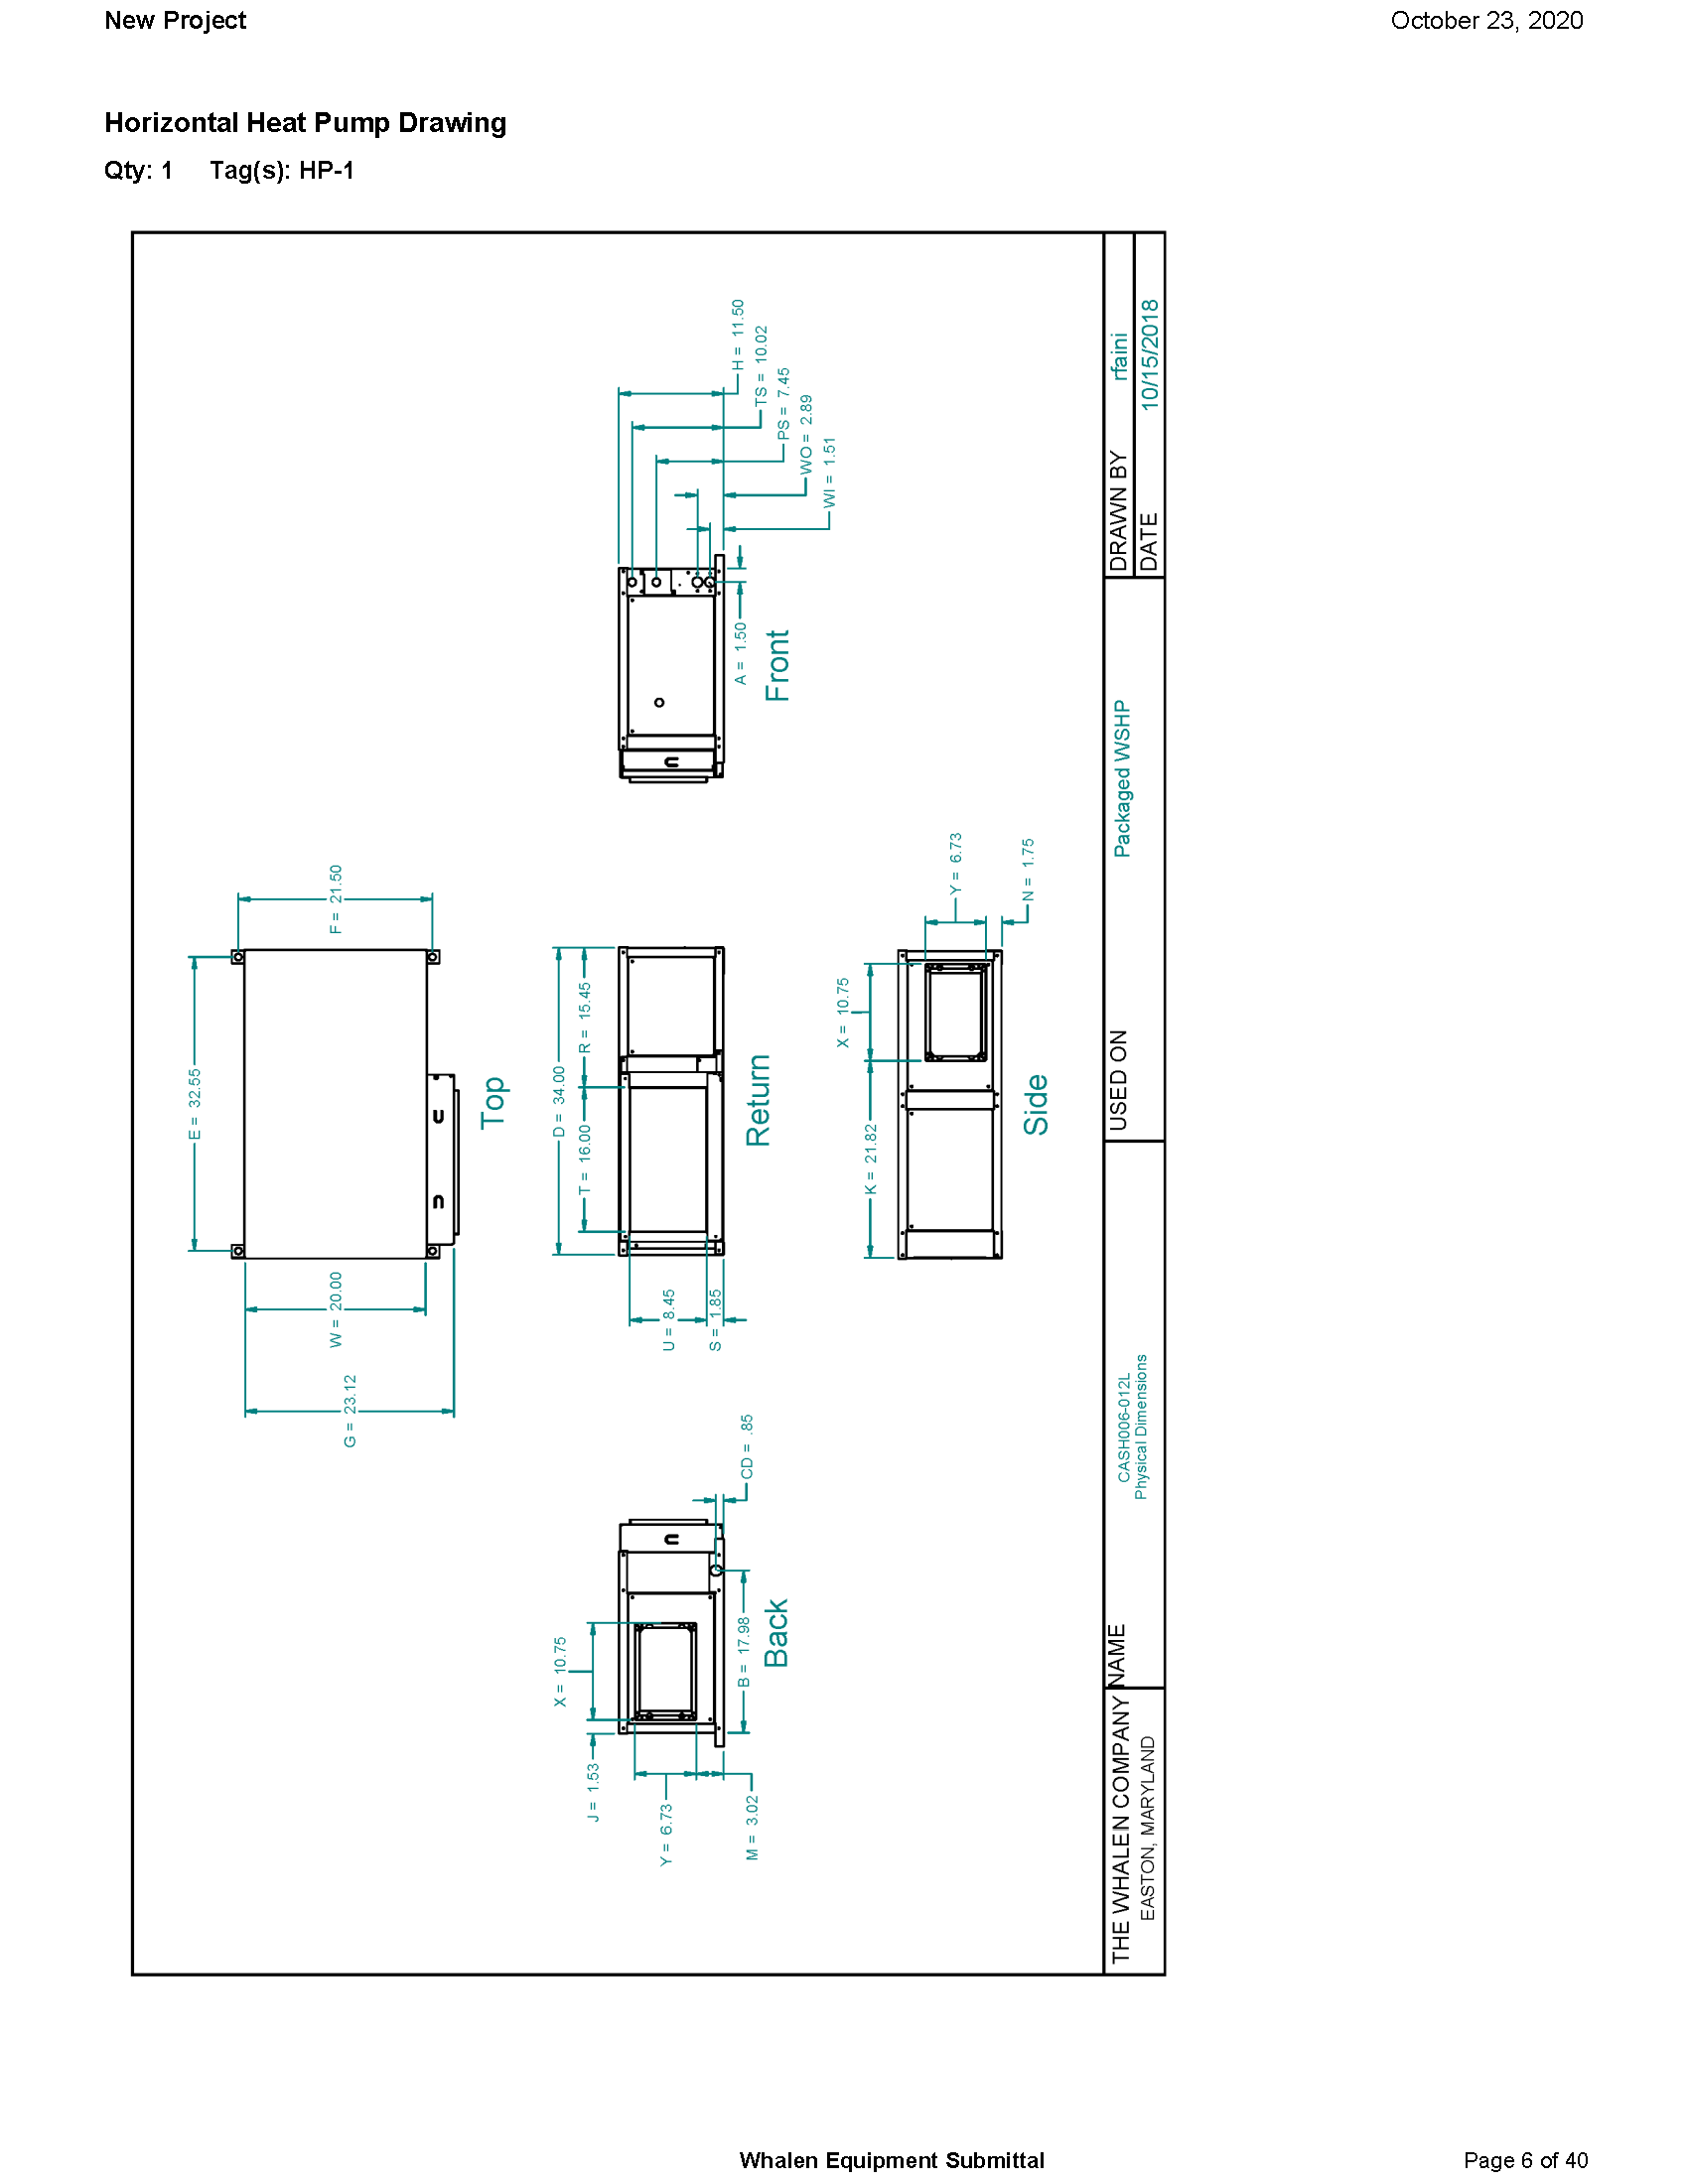 New Project
October 23, 2020
Horizontal Heat Pump Drawing
Qty: 1 Tag(s): HP-1
E = 32.55
F = 21.50
W = 20.00
G = 23.12
Top
X = 10.75
J = 1.53
Y = 6.73
M = 3.02
B = 17.98
CD = .85
Back
D = 34.00
T = 16.00
R = 15.45
U = 8.45
S = 1.85
Return
H = 11.50
TS = 10.02
PS = 7.45
WO = 2.89
WI = 1.51
A = 1.50
Front
K = 21.82
X = 10.75
Y = 6.73
N = 1.75
Side
THE WHALEN COMPANY
EASTON, MARYLAND
NAME
CASH006-012L
Physical Dimensions
USED ON
Packaged WSHP
DRAWN BY
rfaini
DATE
10/15/2018
Whalen Equipment Submittal
Page 6 of 40